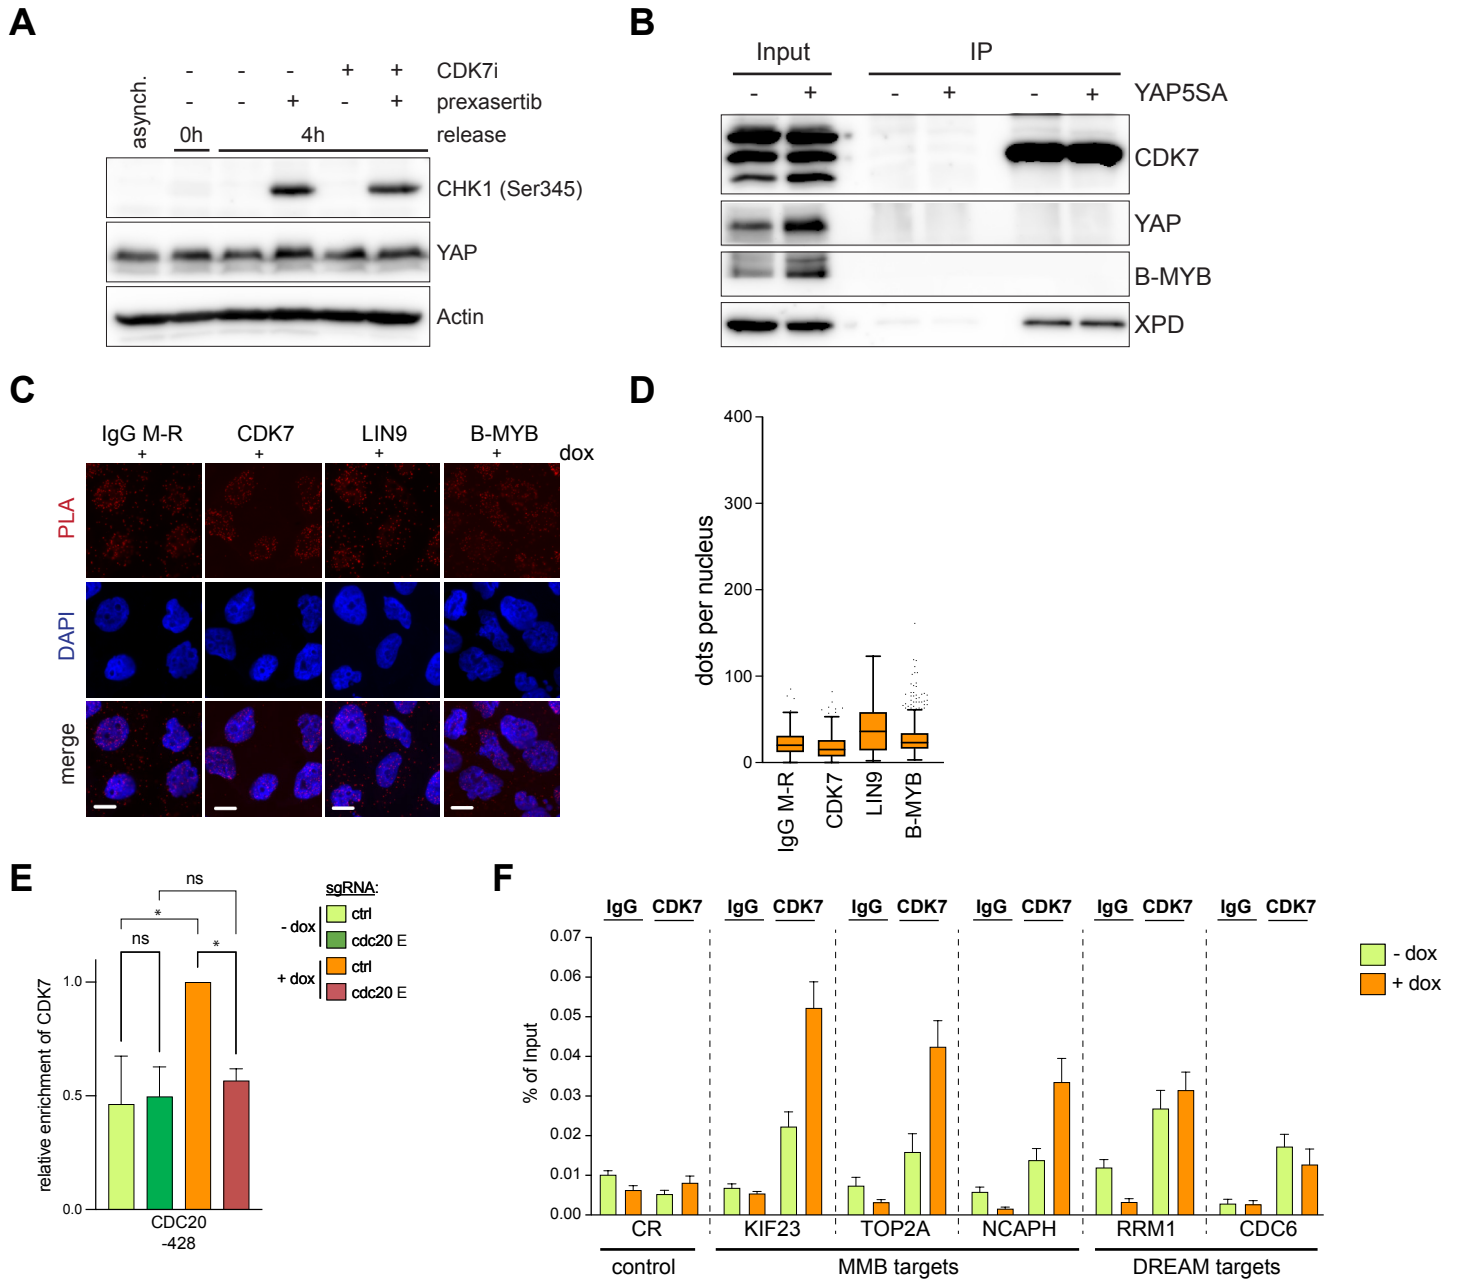 A
asynch.
- - - + + CDK7i
- - + - + prexasertib
0h 4h release
CHK1 (Ser345)
YAP
Actin
B
Input IP
- + - + - + YAP5SA
CDK7
YAP
B-MYB
XPD
C
IgG M-R CDK7 LIN9 B-MYB
+ + + + dox
PLA
DAPI
merge
D
dots per nucleus
400
300
200
100
0
IgG M-R
CDK7
LIN9
B-MYB
E
relative enrichment of CDK7
1.0
0.5
0.0
ns
*
ns
*
CDC20
-428
sgRNA:
- dox
ctrl
cdc20 E
+ dox
ctrl
cdc20 E
F
IgG CDK7 IgG CDK7 IgG CDK7 IgG CDK7 IgG CDK7 IgG CDK7
% of Input
0.07
0.06
0.05
0.04
0.03
0.02
0.01
0.00
CR KIF23 TOP2A NCAPH RRM1 CDC6
control MMB targets DREAM targets
- dox
+ dox